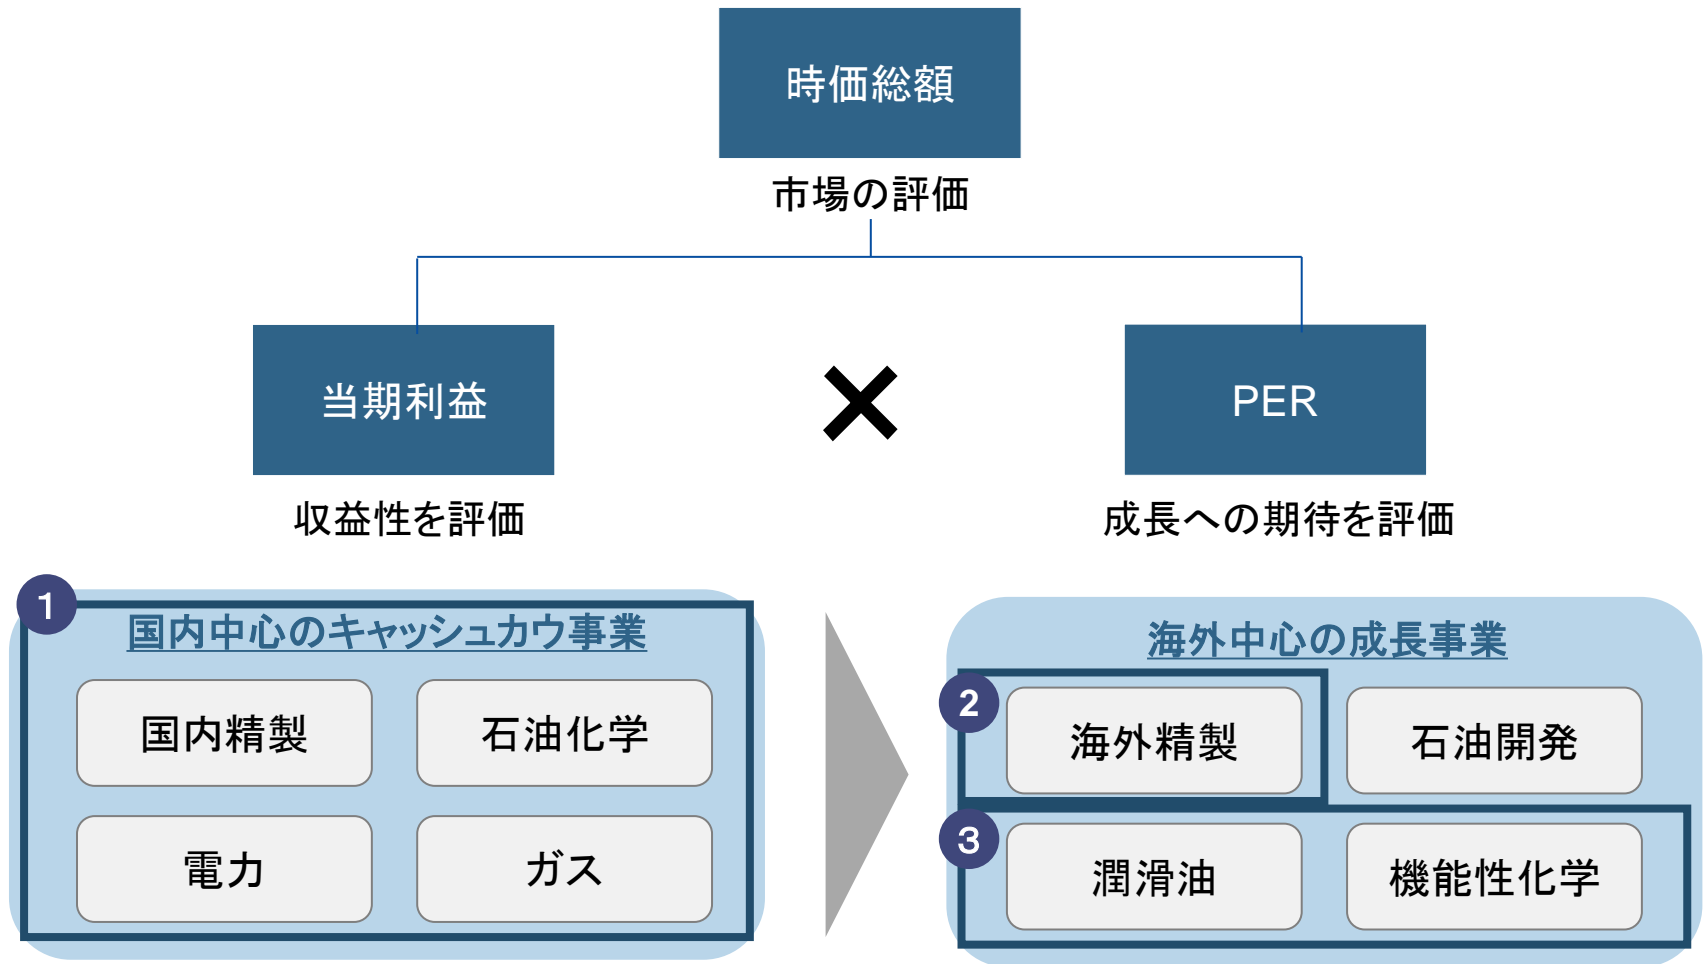 時価総額
市場の評価
当期利益
×
PER
収益性を評価
成長への期待を評価
1
国内中心のキャッシュカウ事業
国内精製
石油化学
電力
ガス
海外中心の成長事業
2
海外精製
石油開発
3
潤滑油
機能性化学